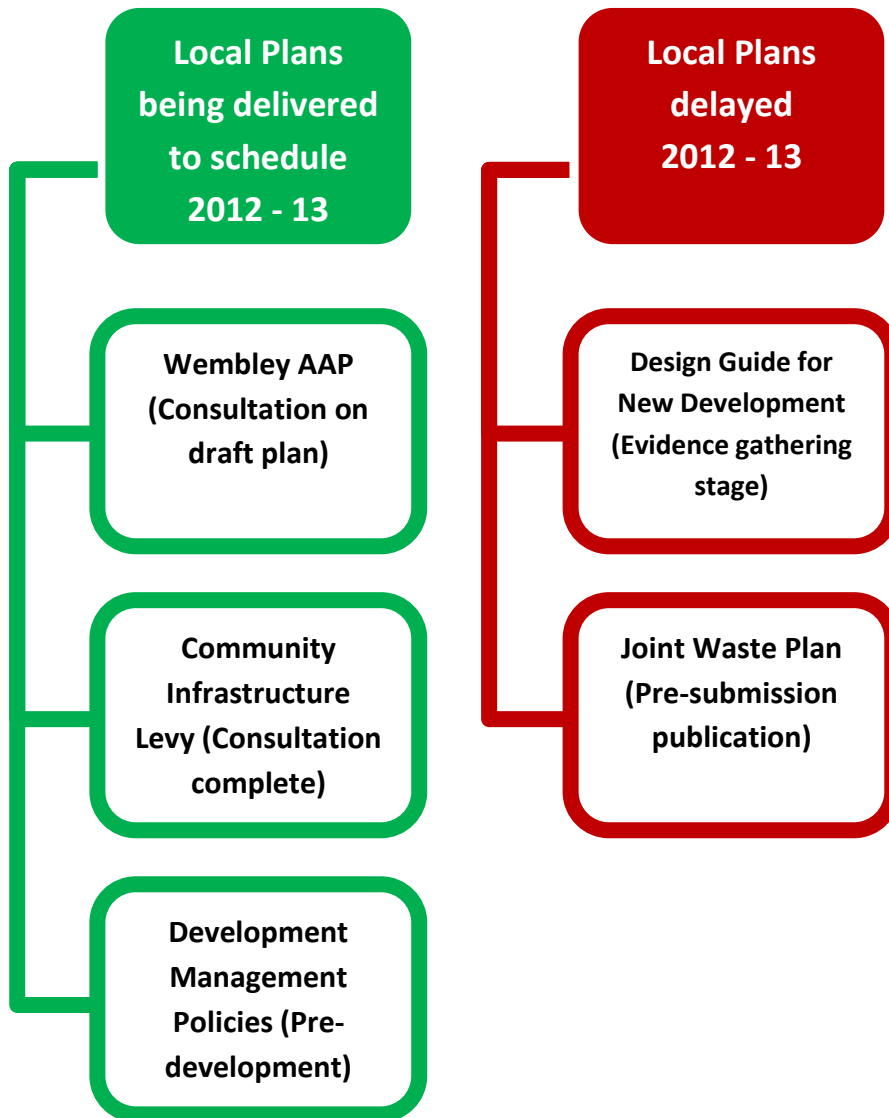 Local Plans
being delivered
to schedule
2012 - 13
Wembley AAP
(Consultation on
draft plan)
Community
Infrastructure
Levy (Consultation
complete)
Development
Management
Policies (Pre-
development)
Local Plans
delayed
2012 - 13
Design Guide for
New Development
(Evidence gathering
stage)
Joint Waste Plan
(Pre-submission
publication)